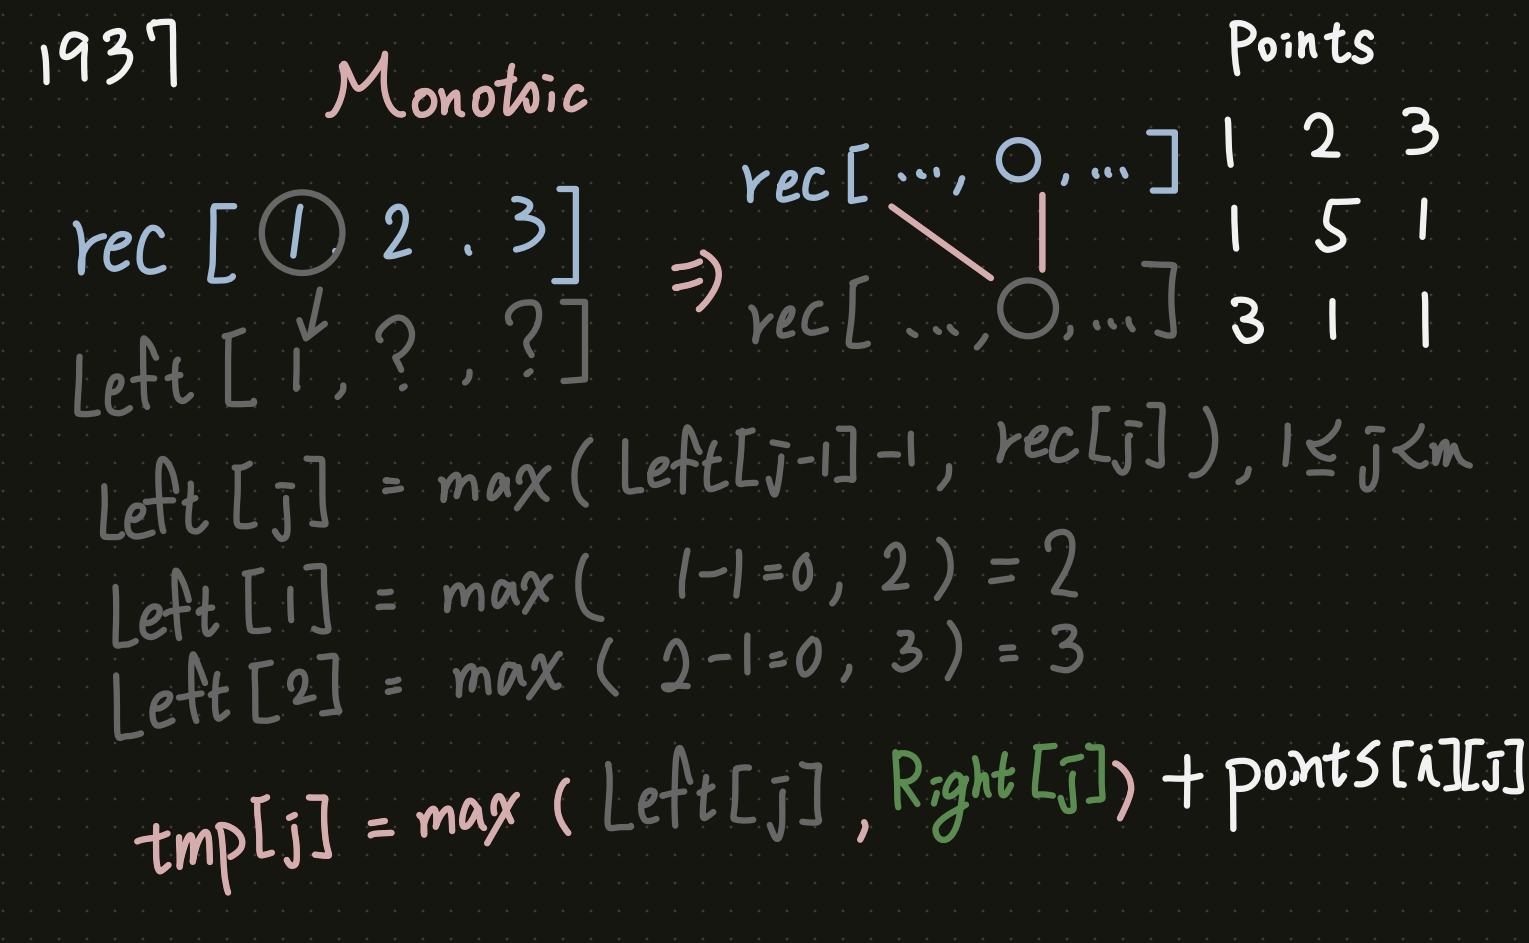 1937
Monotoic
Points
1 2 3
1 5 1
3 1 1
rec [ 1, 2, 3 ]
Left [ 1, ?, ? ]
⇒
rec [ ..., O, ... ]
rec [ ..., O, ... ]
Left [j] = max ( Left[j-1] -1, rec[j] ), 1 ≤ j < m
Left [1] = max ( 1-1=0, 2 ) = 2
Left [2] = max ( 2-1=0, 3 ) = 3
tmp[j] = max ( Left[j], Right[j] ) + points[i][j]